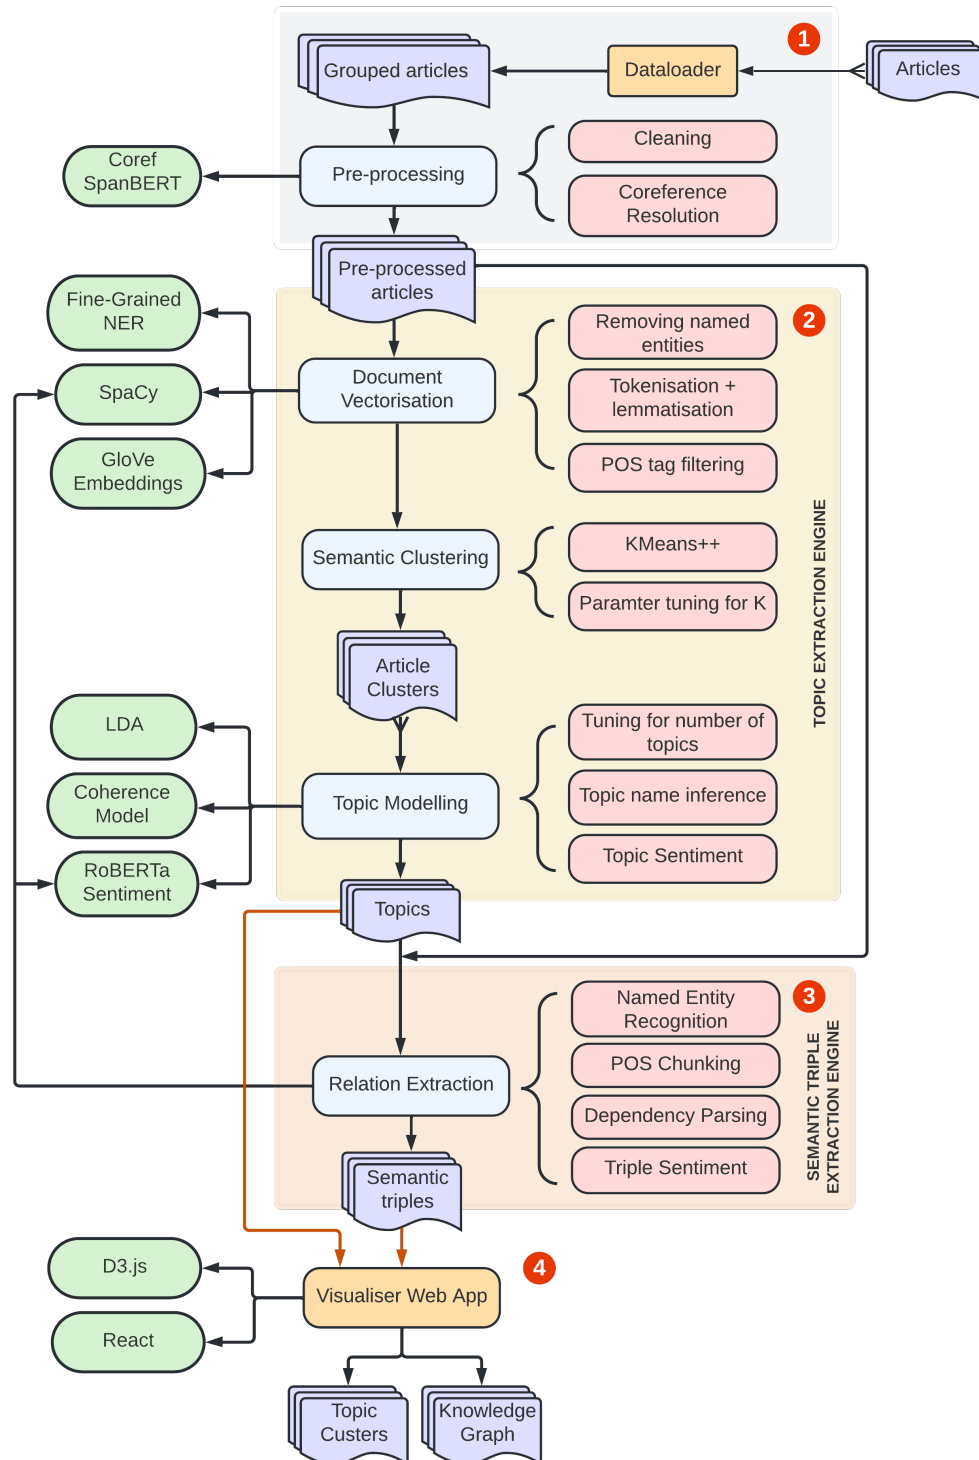 1
Grouped articles
Dataloader
Articles
Cleaning
Coref
SpanBERT
Pre-processing
Coreference
Resolution
Pre-processed
articles
2
Fine-Grained
NER
Removing named
entities
Document
Vectorisation
SpaCy
Tokenisation +
lemmatisation
GloVe
Embeddings
POS tag filtering
TOPIC EXTRACTION ENGINE
Semantic Clustering
KMeans++
Paramter tuning for K
Article
Clusters
LDA
Tuning for number of
topics
Coherence
Model
Topic Modelling
Topic name inference
RoBERTa
Sentiment
Topic Sentiment
Topics
3
Named Entity
Recognition
SEMANTIC TRIPLE
EXTRACTION ENGINE
POS Chunking
Relation Extraction
Dependency Parsing
Triple Sentiment
Semantic
triples
D3.js
4
Visualiser Web App
React
Topic
Custers
Knowledge
Graph